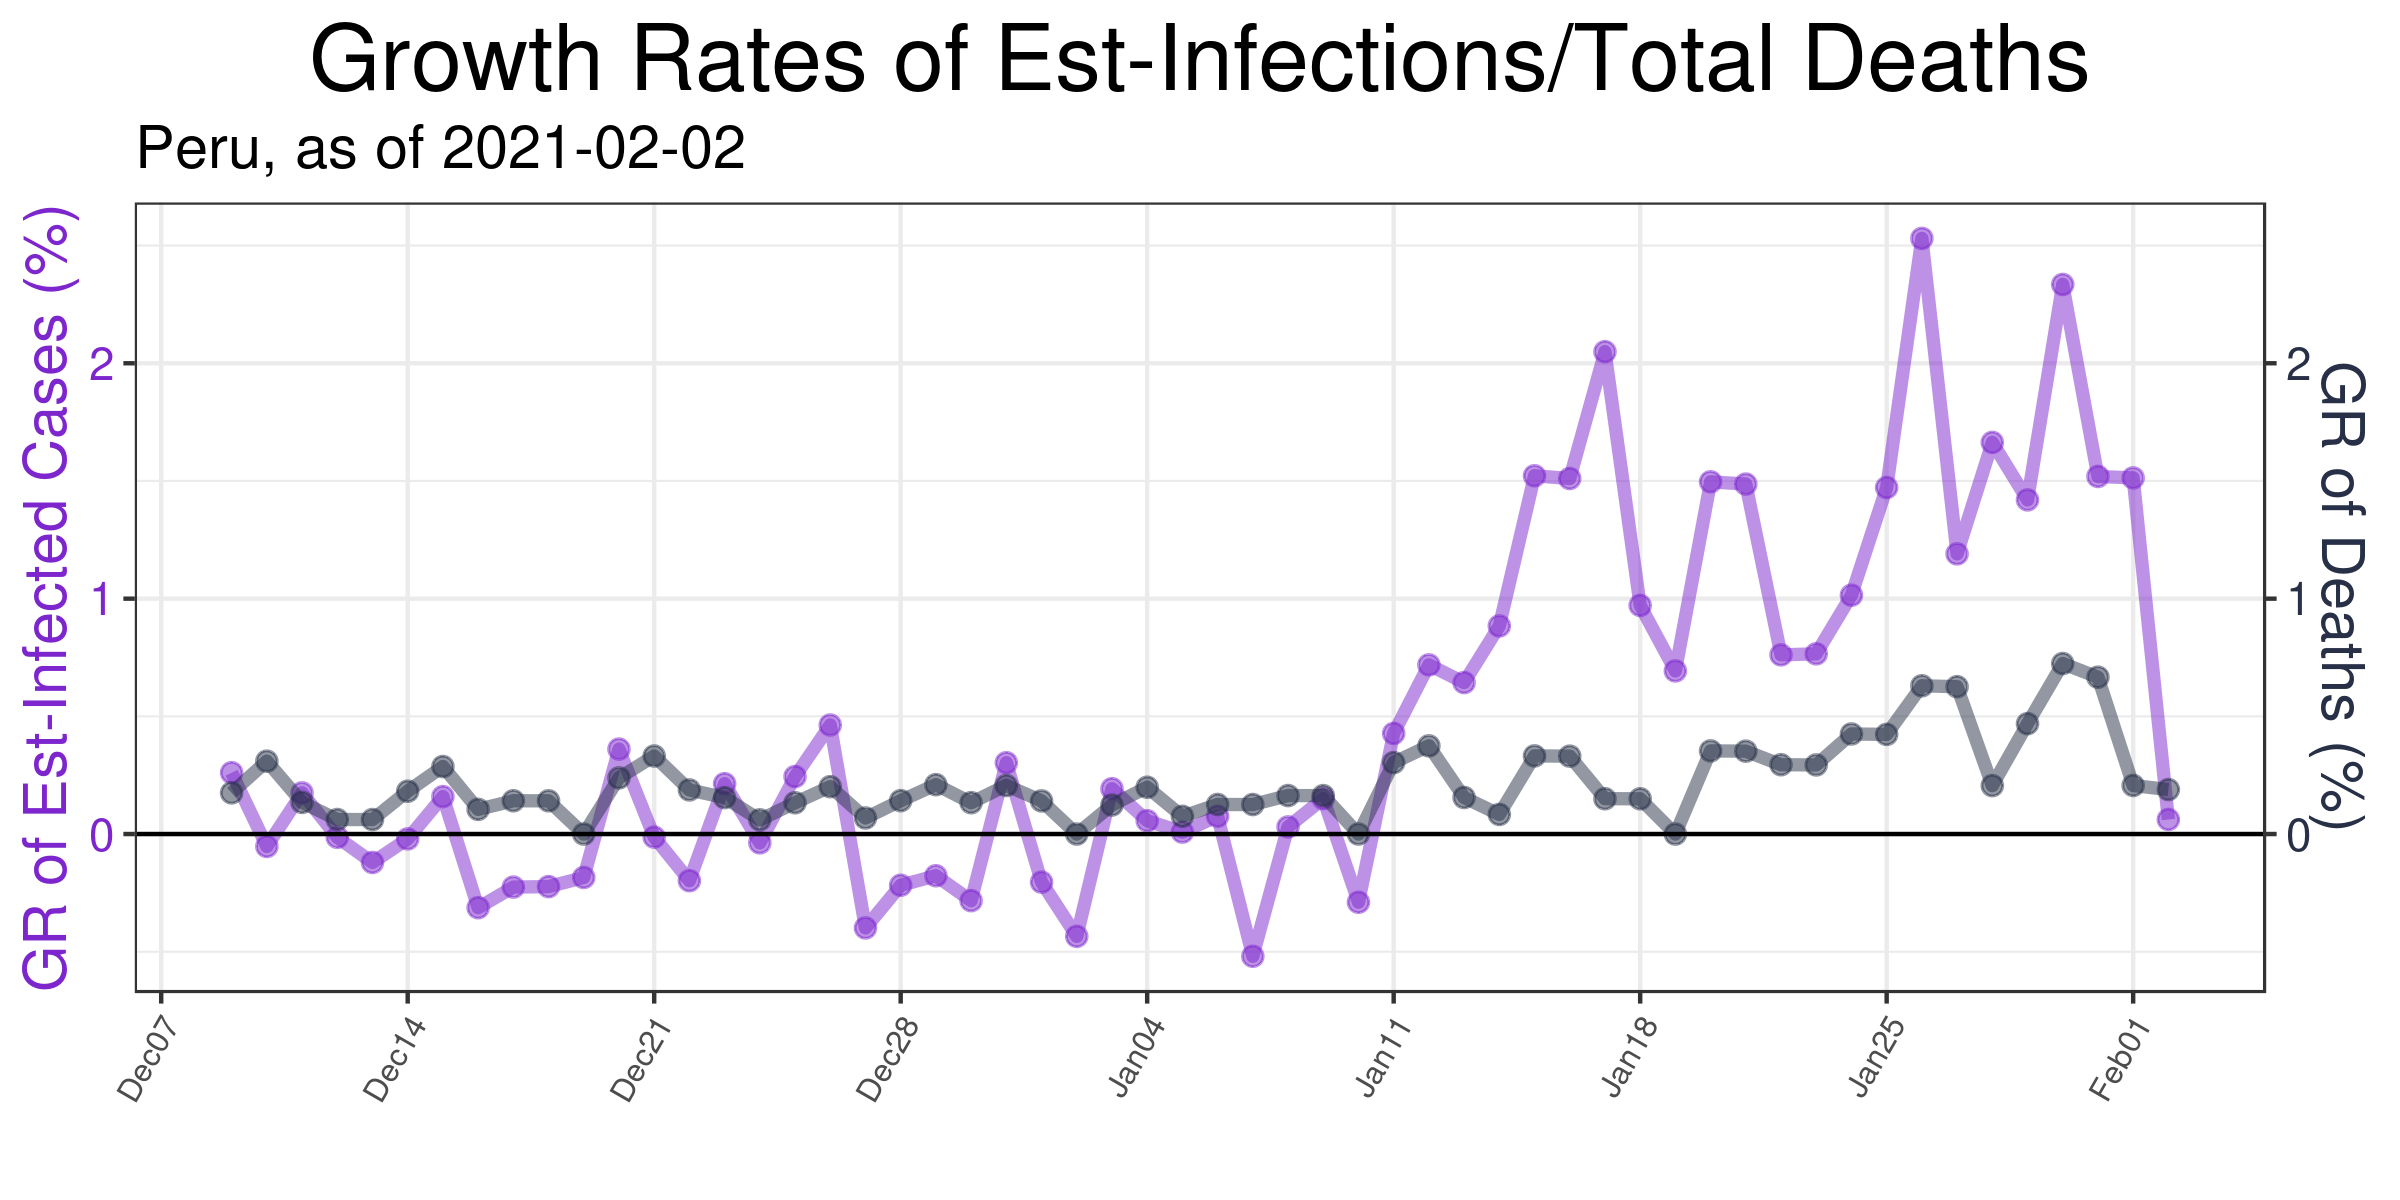 Growth Rates of Est-Infections/Total Deaths
Peru, as of 2021-02-02
GR of Est-Infected Cases (%)
2
1
0
2
1
0
GR of Deaths (%)
Dec07
Dec14
Dec21
Dec28
Jan04
Jan11
Jan18
Jan25
Feb01